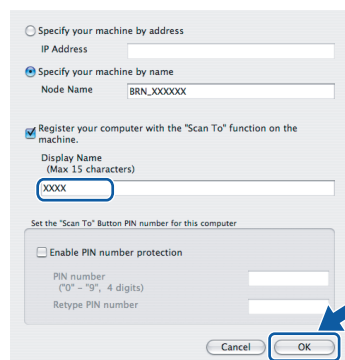 Specify your machine by address
IP Address
Specify your machine by name
Node Name BRN_XXXXXX
Register your computer with the "Scan To" function on the
machine.
Display Name
(Max 15 characters)
XXXX
Set the "Scan To" Button PIN number for this computer
Enable PIN number protection
PIN number
("0" – "9", 4 digits)
Retype PIN number
Cancel OK